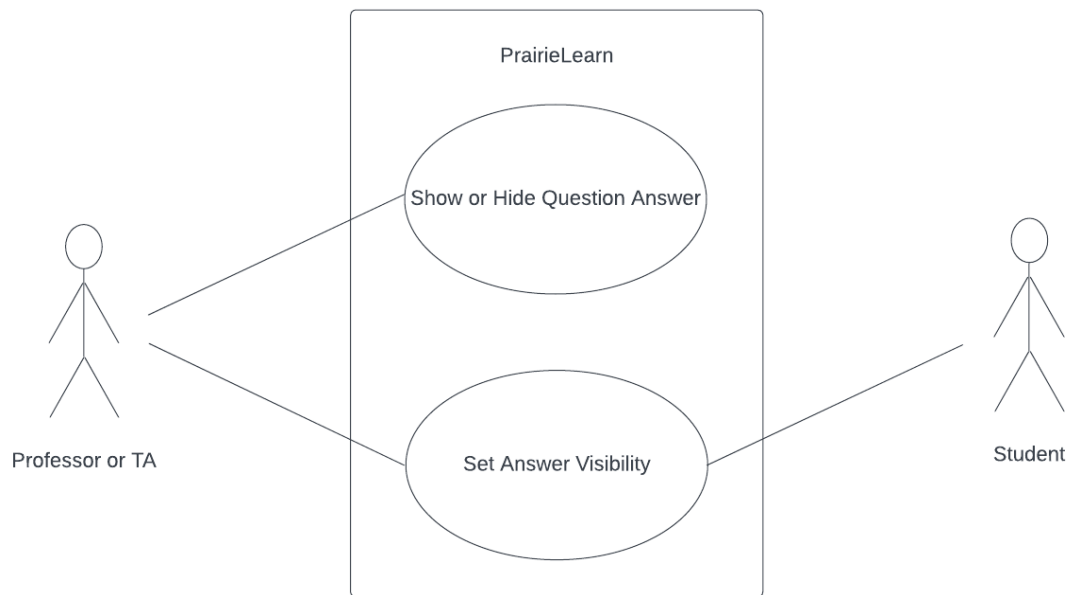 PrairieLearn
Show or Hide Question Answer
Professor or TA
Set Answer Visibility
Student